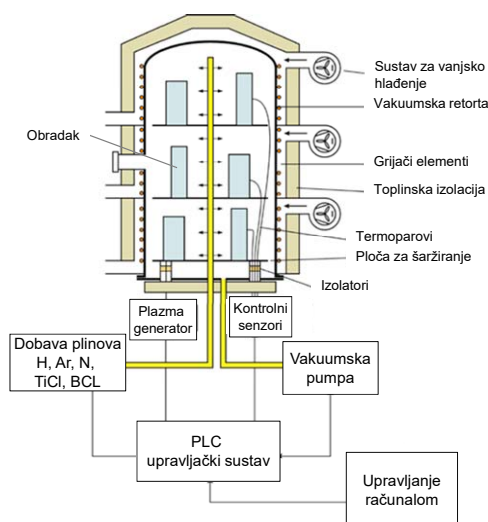 Sustav za vanjsko
hlađenje
Vakuumska retorta
Obradak
Grijači elementi
Toplinska izolacija
Termoparovi
Ploča za šaržiranje
Izolatori
Plazma
generator
Kontrolni
senzori
Dobava plinova
H, Ar, N,
TiCl, BCL
Vakuumska
pumpa
PLC
upravljački sustav
Upravljanje
računalom